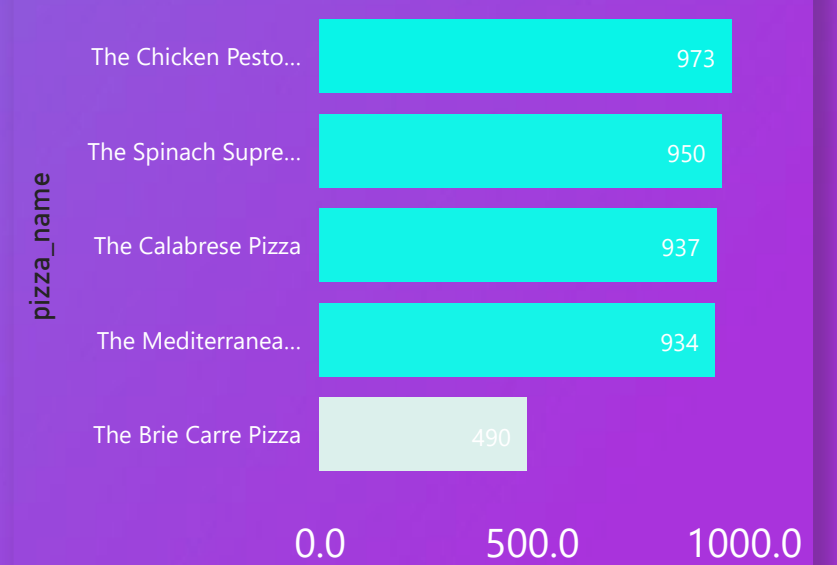 pizza_name
The Chicken Pesto...
973
The Spinach Supre...
950
The Calabrese Pizza
937
The Mediterranea...
934
The Brie Carre Pizza
490
0.0
500.0
1000.0